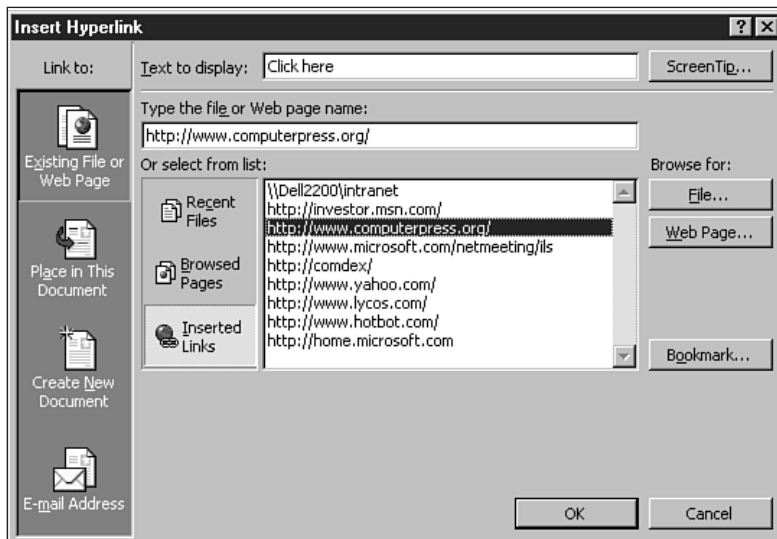 Insert Hyperlink
Link to:
Text to display:
Click here
ScreenTip...
Type the file or Web page name:
http://www.computerpress.org/
Existing File or
Web Page
Or select from list:
Browse for:
Recent
Files
Browsed
Pages
Inserted
Links
\\Dell2200\intranet
http://investor.msn.com/
http://www.computerpress.org/
http://www.microsoft.com/netmeeting/ils
http://comdex/
http://www.yahoo.com/
http://www.lycos.com/
http://www.hotbot.com/
http://home.microsoft.com
File...
Web Page...
Bookmark...
Place in This
Document
Create New
Document
E-mail Address
OK
Cancel